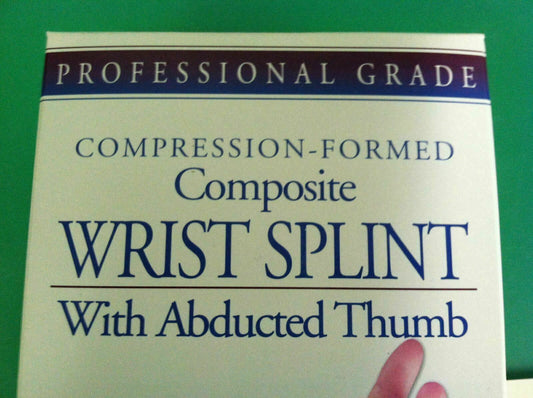 PROFESSIONAL GRADE
COMPRESSION-FORMED
Composite
WRIST SPLINT
With Abducted Thumb